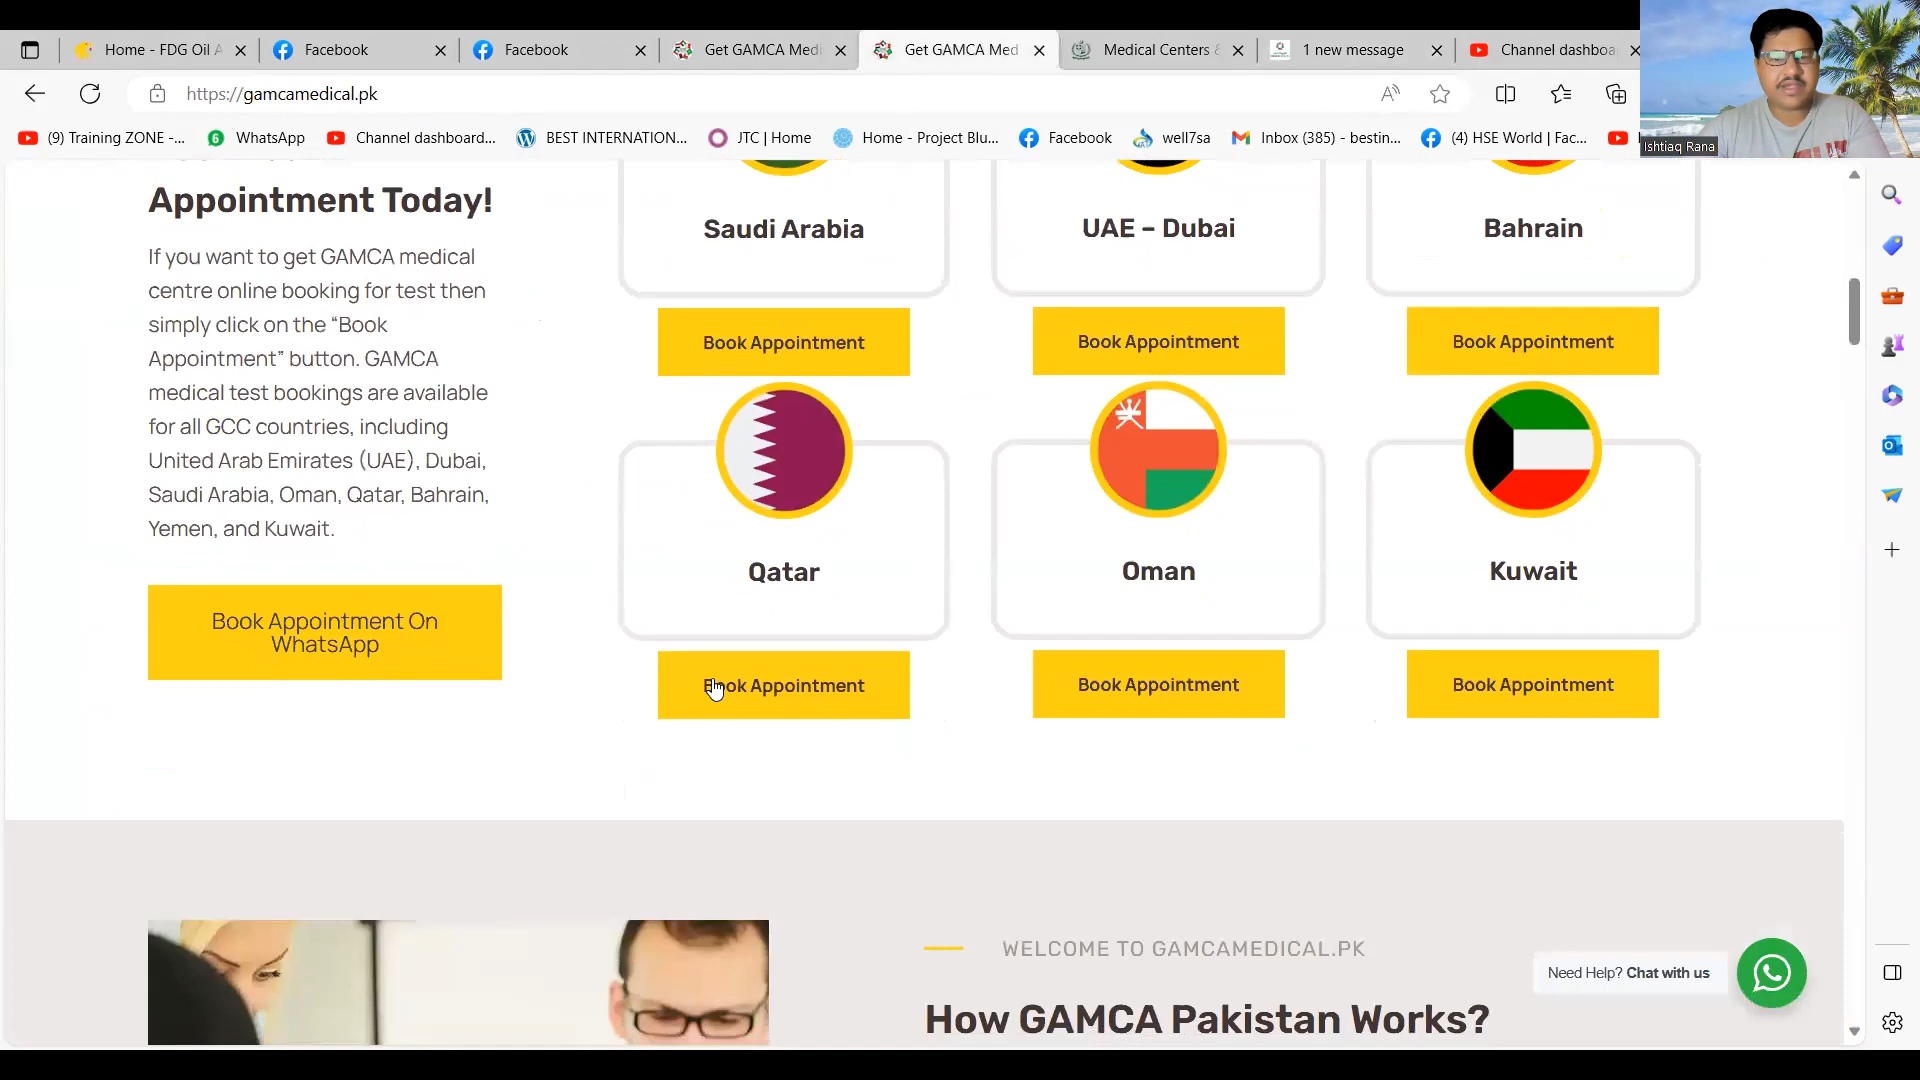 Home - FDG Oil A
Facebook
Facebook
Get GAMCA Medi
Get GAMCA Med
Medical Centers &
1 new message
Channel dashboa
https://gamcamedical.pk
(9) Training ZONE -...
6
WhatsApp
Channel dashboard...
BEST INTERNATION...
JTC | Home
Home - Project Blu...
Facebook
well7sa
Inbox (385) - bestin...
(4) HSE World | Fac...
Ishtiaq Rana
Appointment Today!
If you want to get GAMCA medical
centre online booking for test then
simply click on the “Book
Appointment” button. GAMCA
medical test bookings are available
for all GCC countries, including
United Arab Emirates (UAE), Dubai,
Saudi Arabia, Oman, Qatar, Bahrain,
Yemen, and Kuwait.
Book Appointment On
WhatsApp
Saudi Arabia
UAE – Dubai
Bahrain
Book Appointment
Book Appointment
Book Appointment
Qatar
Oman
Kuwait
Book Appointment
Book Appointment
Book Appointment
WELCOME TO GAMCAMEDICAL.PK
How GAMCA Pakistan Works?
Need Help? Chat with us